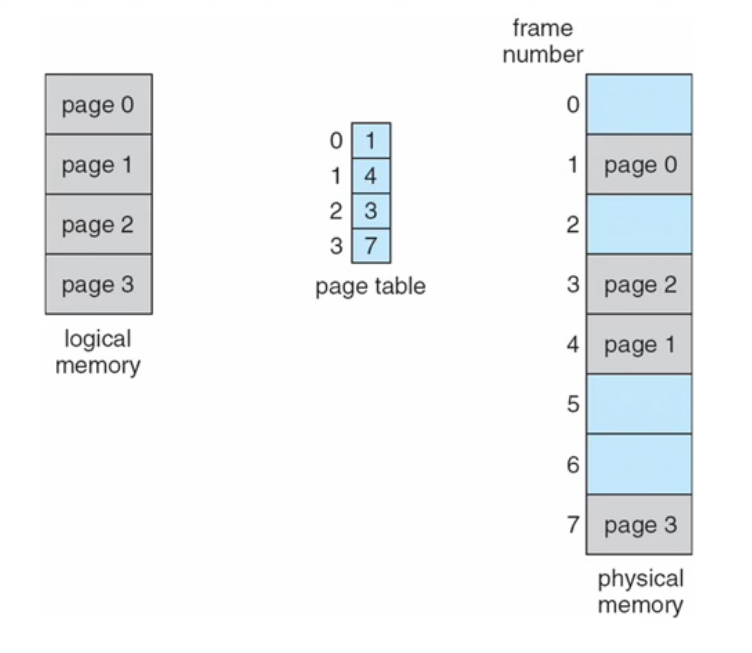 page 0
page 1
page 2
page 3
logical
memory
0 1
1 4
2 3
3 7
page table
frame
number
0
1 page 0
2
3 page 2
4 page 1
5
6
7 page 3
physical
memory